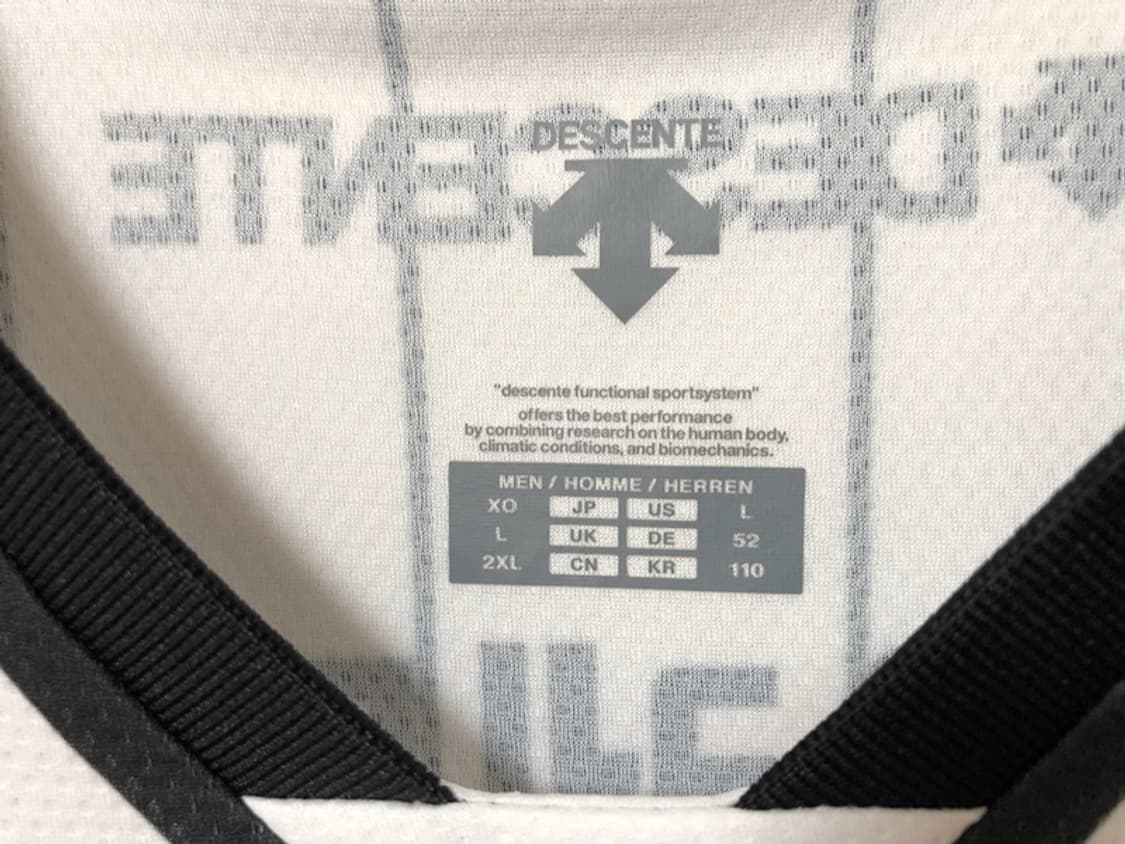 DESCENTE
DESCENTE
"descente functional sportsystem"
offers the best performance
by combining research on the human body,
climatic conditions, and biomechanics.
MEN / HOMME / HERREN
XO JP US L
L UK DE 52
2XL CN KR 110